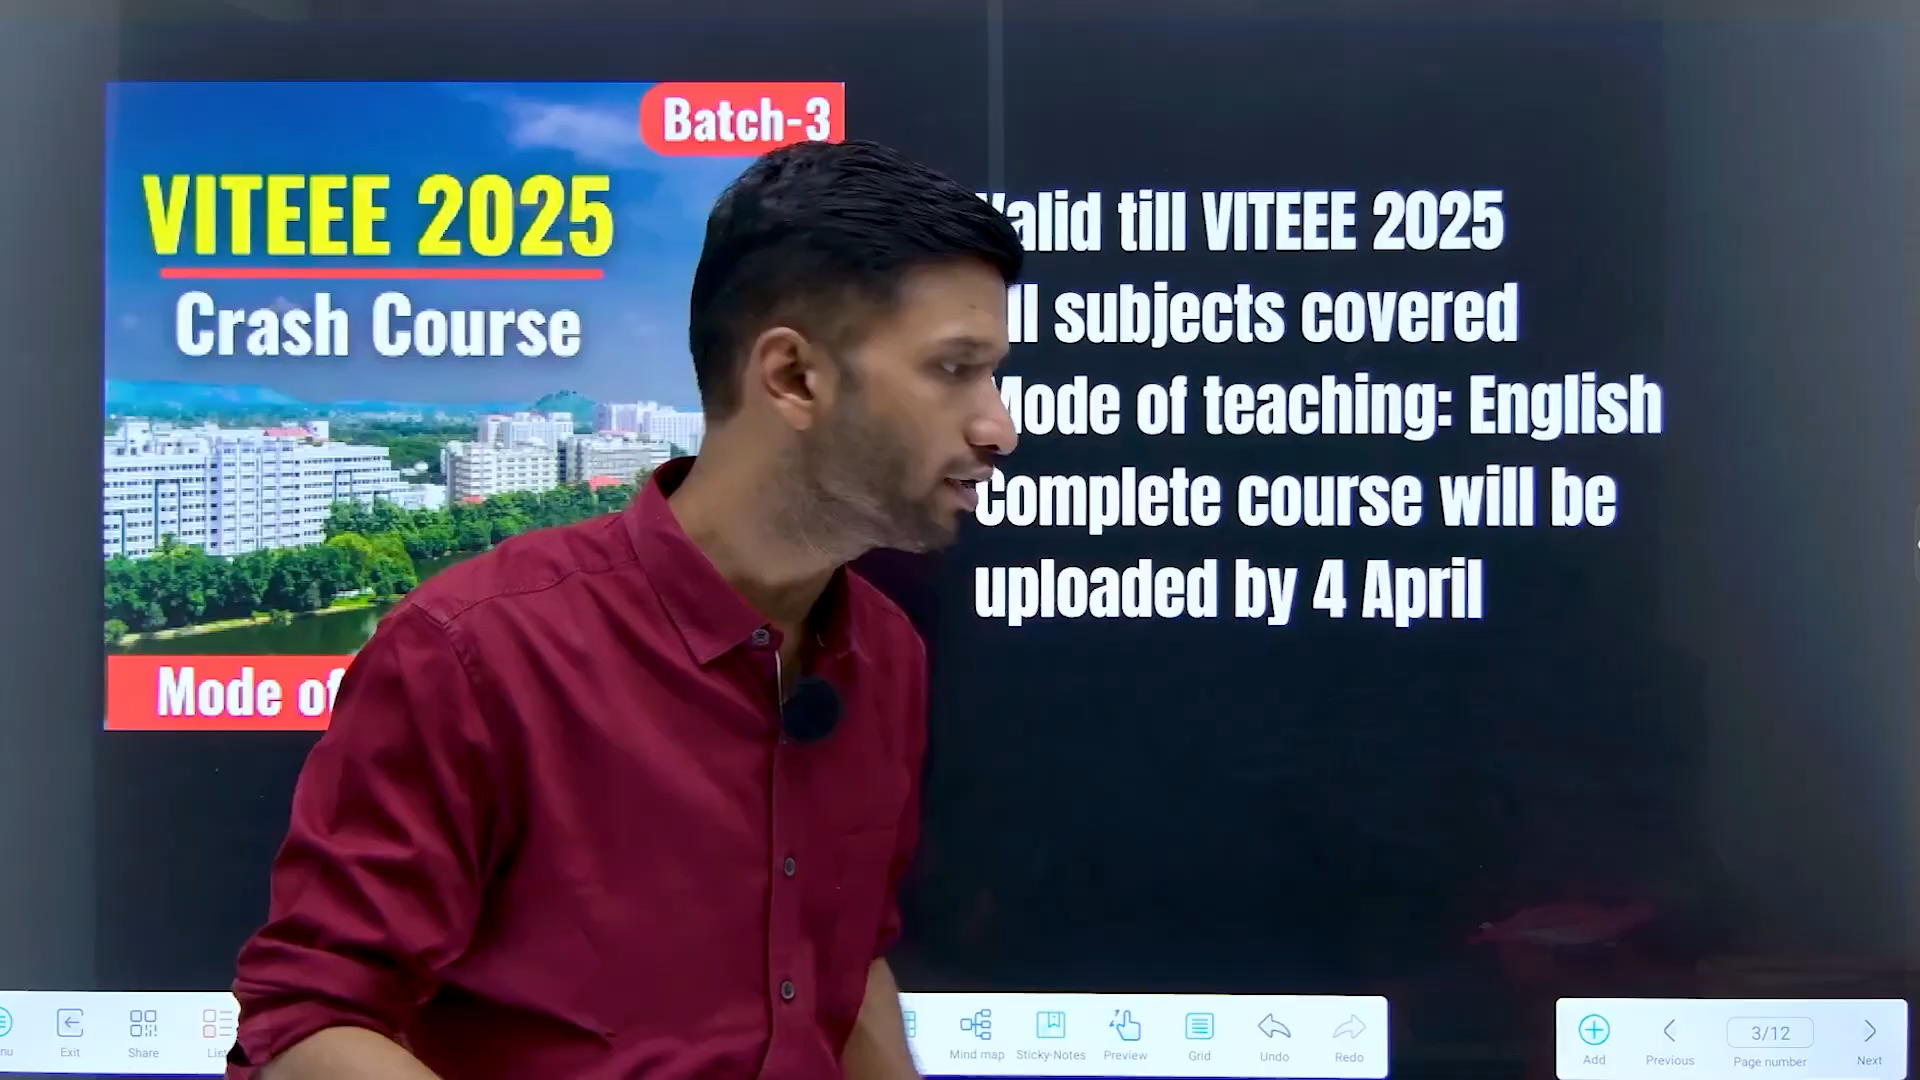 Batch-3
VITEEE 2025
Crash Course
Mode of
Valid till VITEEE 2025
subjects covered
Mode of teaching: English
Complete course will be
uploaded by 4 April
Exit
Share
List
Mind map
Sticky-Notes
Preview
Grid
Undo
Redo
Add
Previous
3/12
Page number
Next